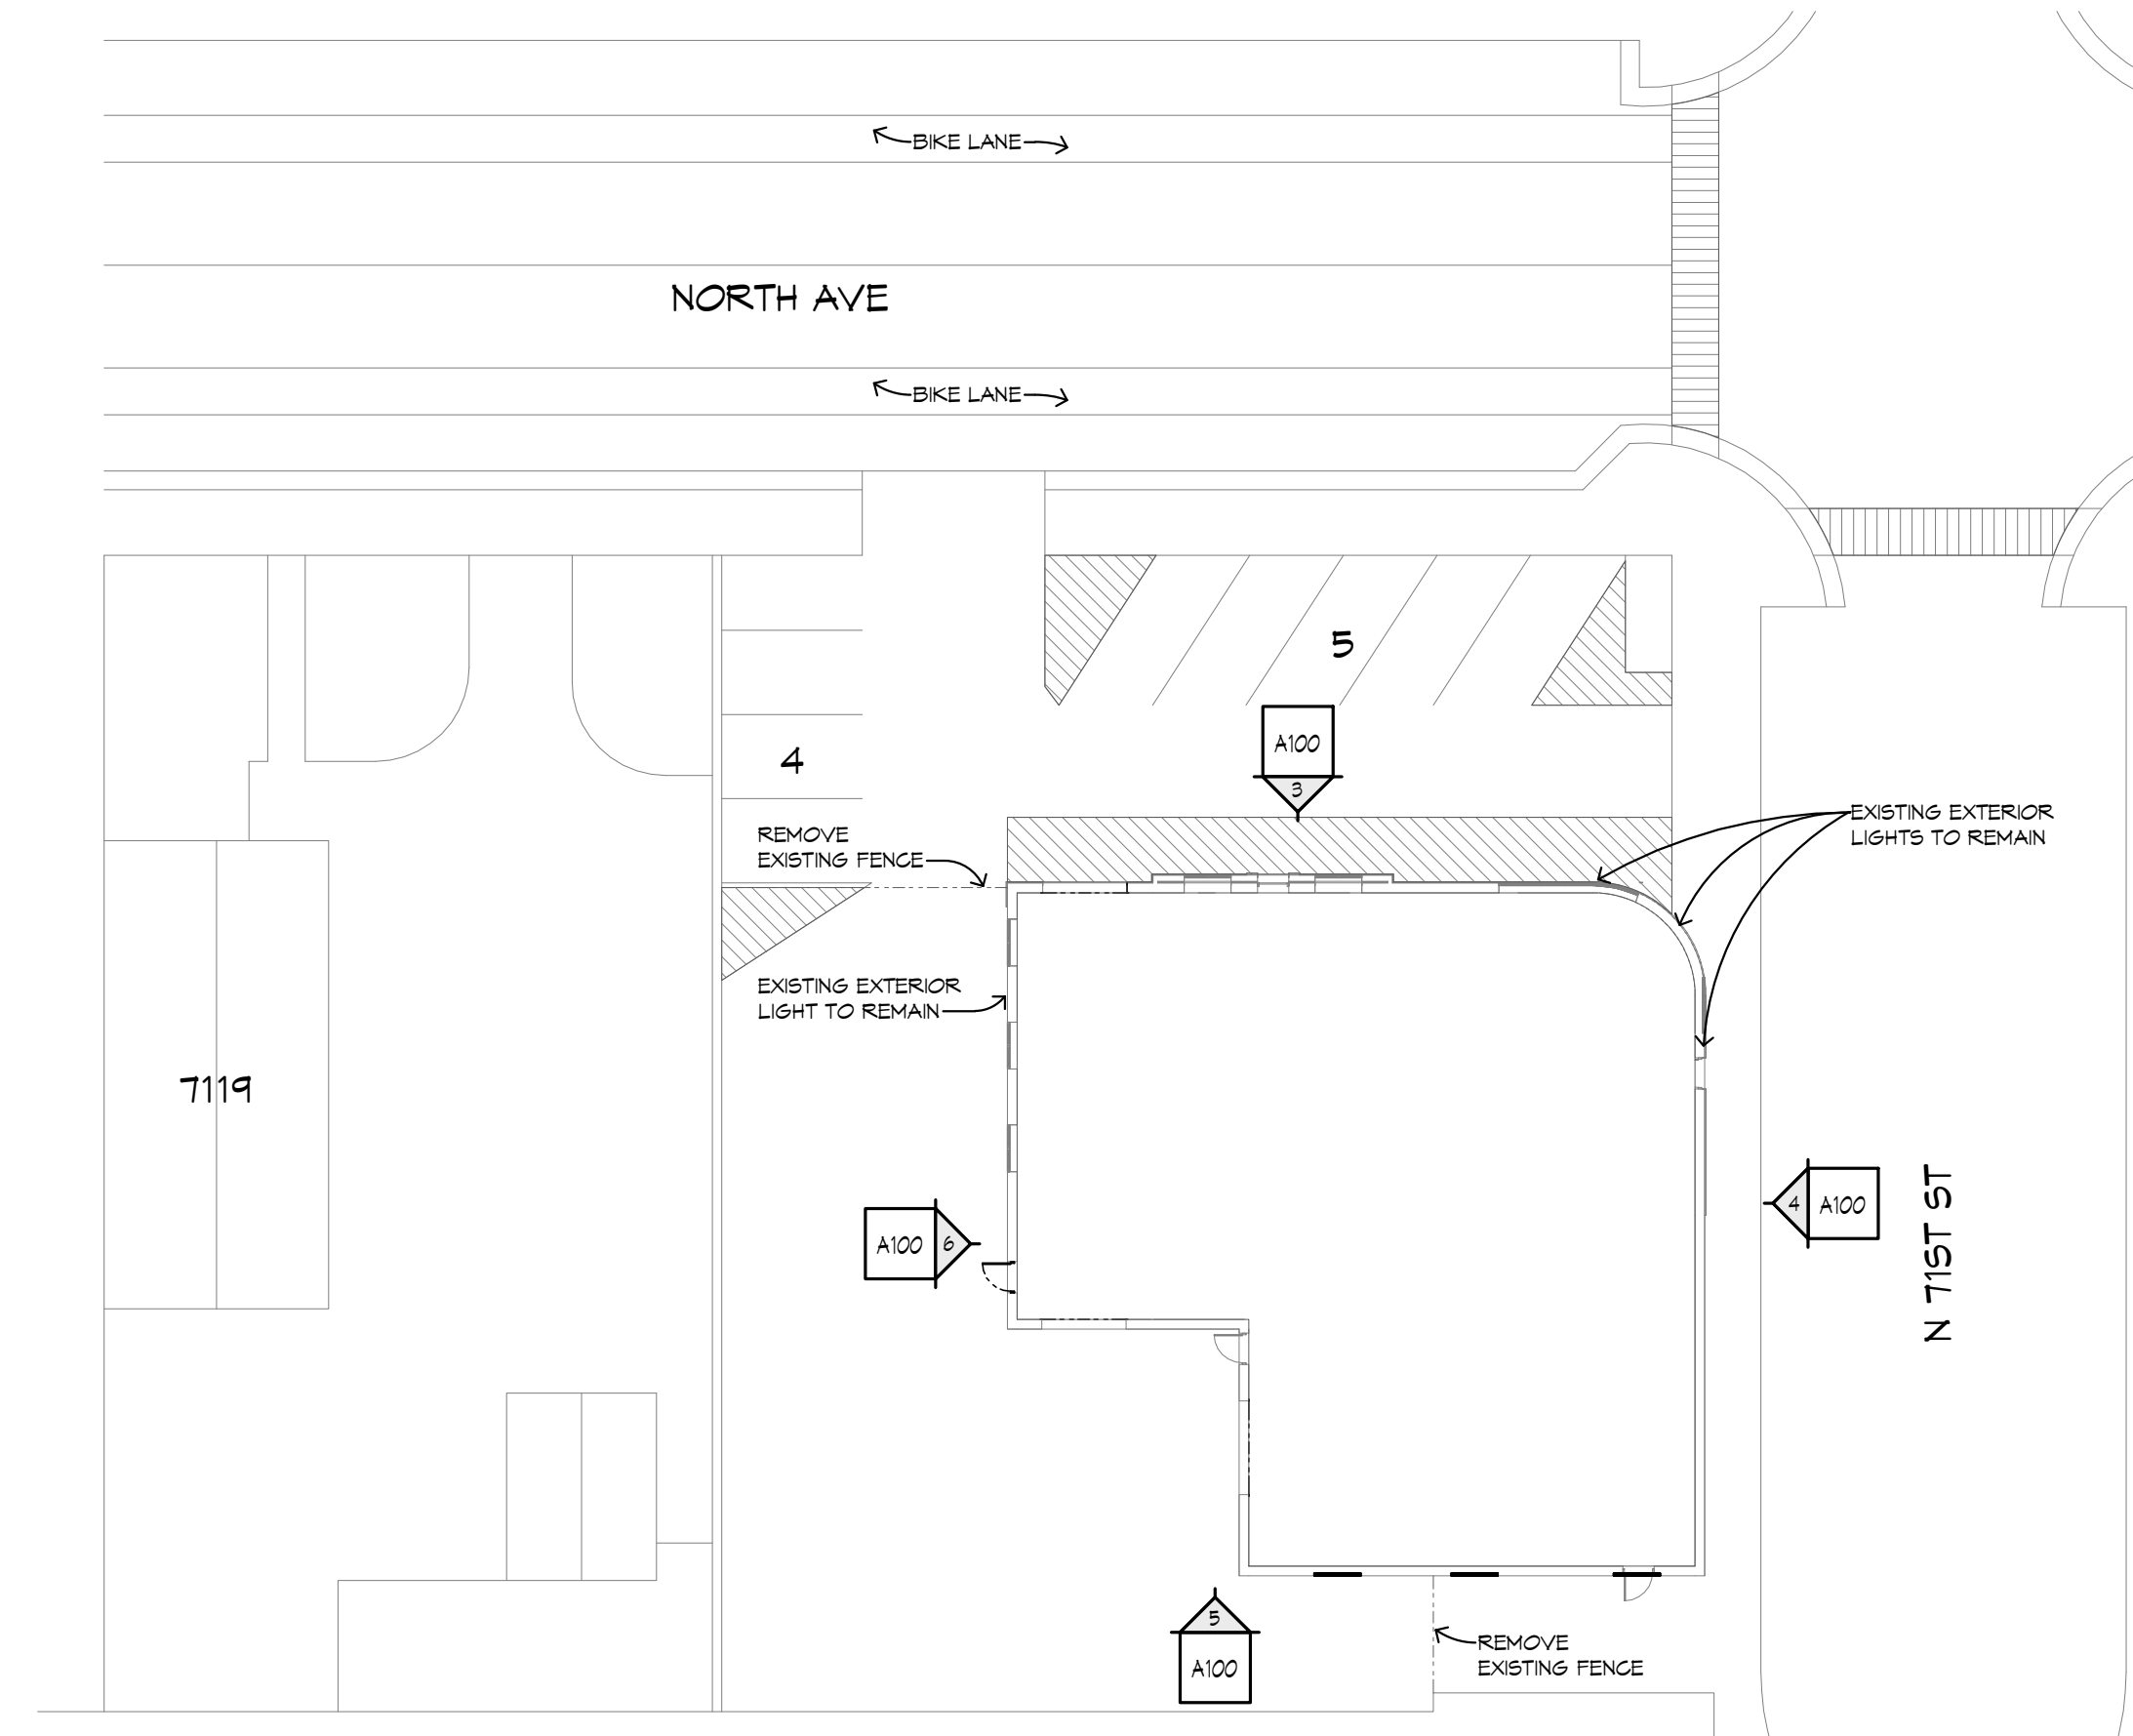 BIKE LANE
NORTH AVE
BIKE LANE
5
A100
3
4
EXISTING EXTERIOR
LIGHTS TO REMAIN
REMOVE
EXISTING FENCE
EXISTING EXTERIOR
LIGHT TO REMAIN
7119
A100 6
4 A100
N 71ST ST
5
A100
REMOVE
EXISTING FENCE